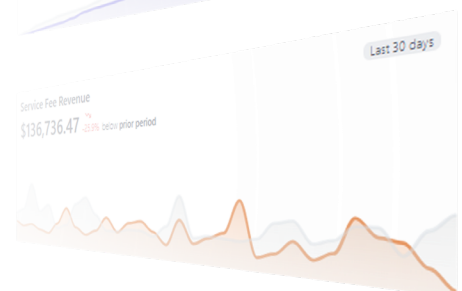 Last 30 days
Service Fee Revenue
$136,736.47
below prior period